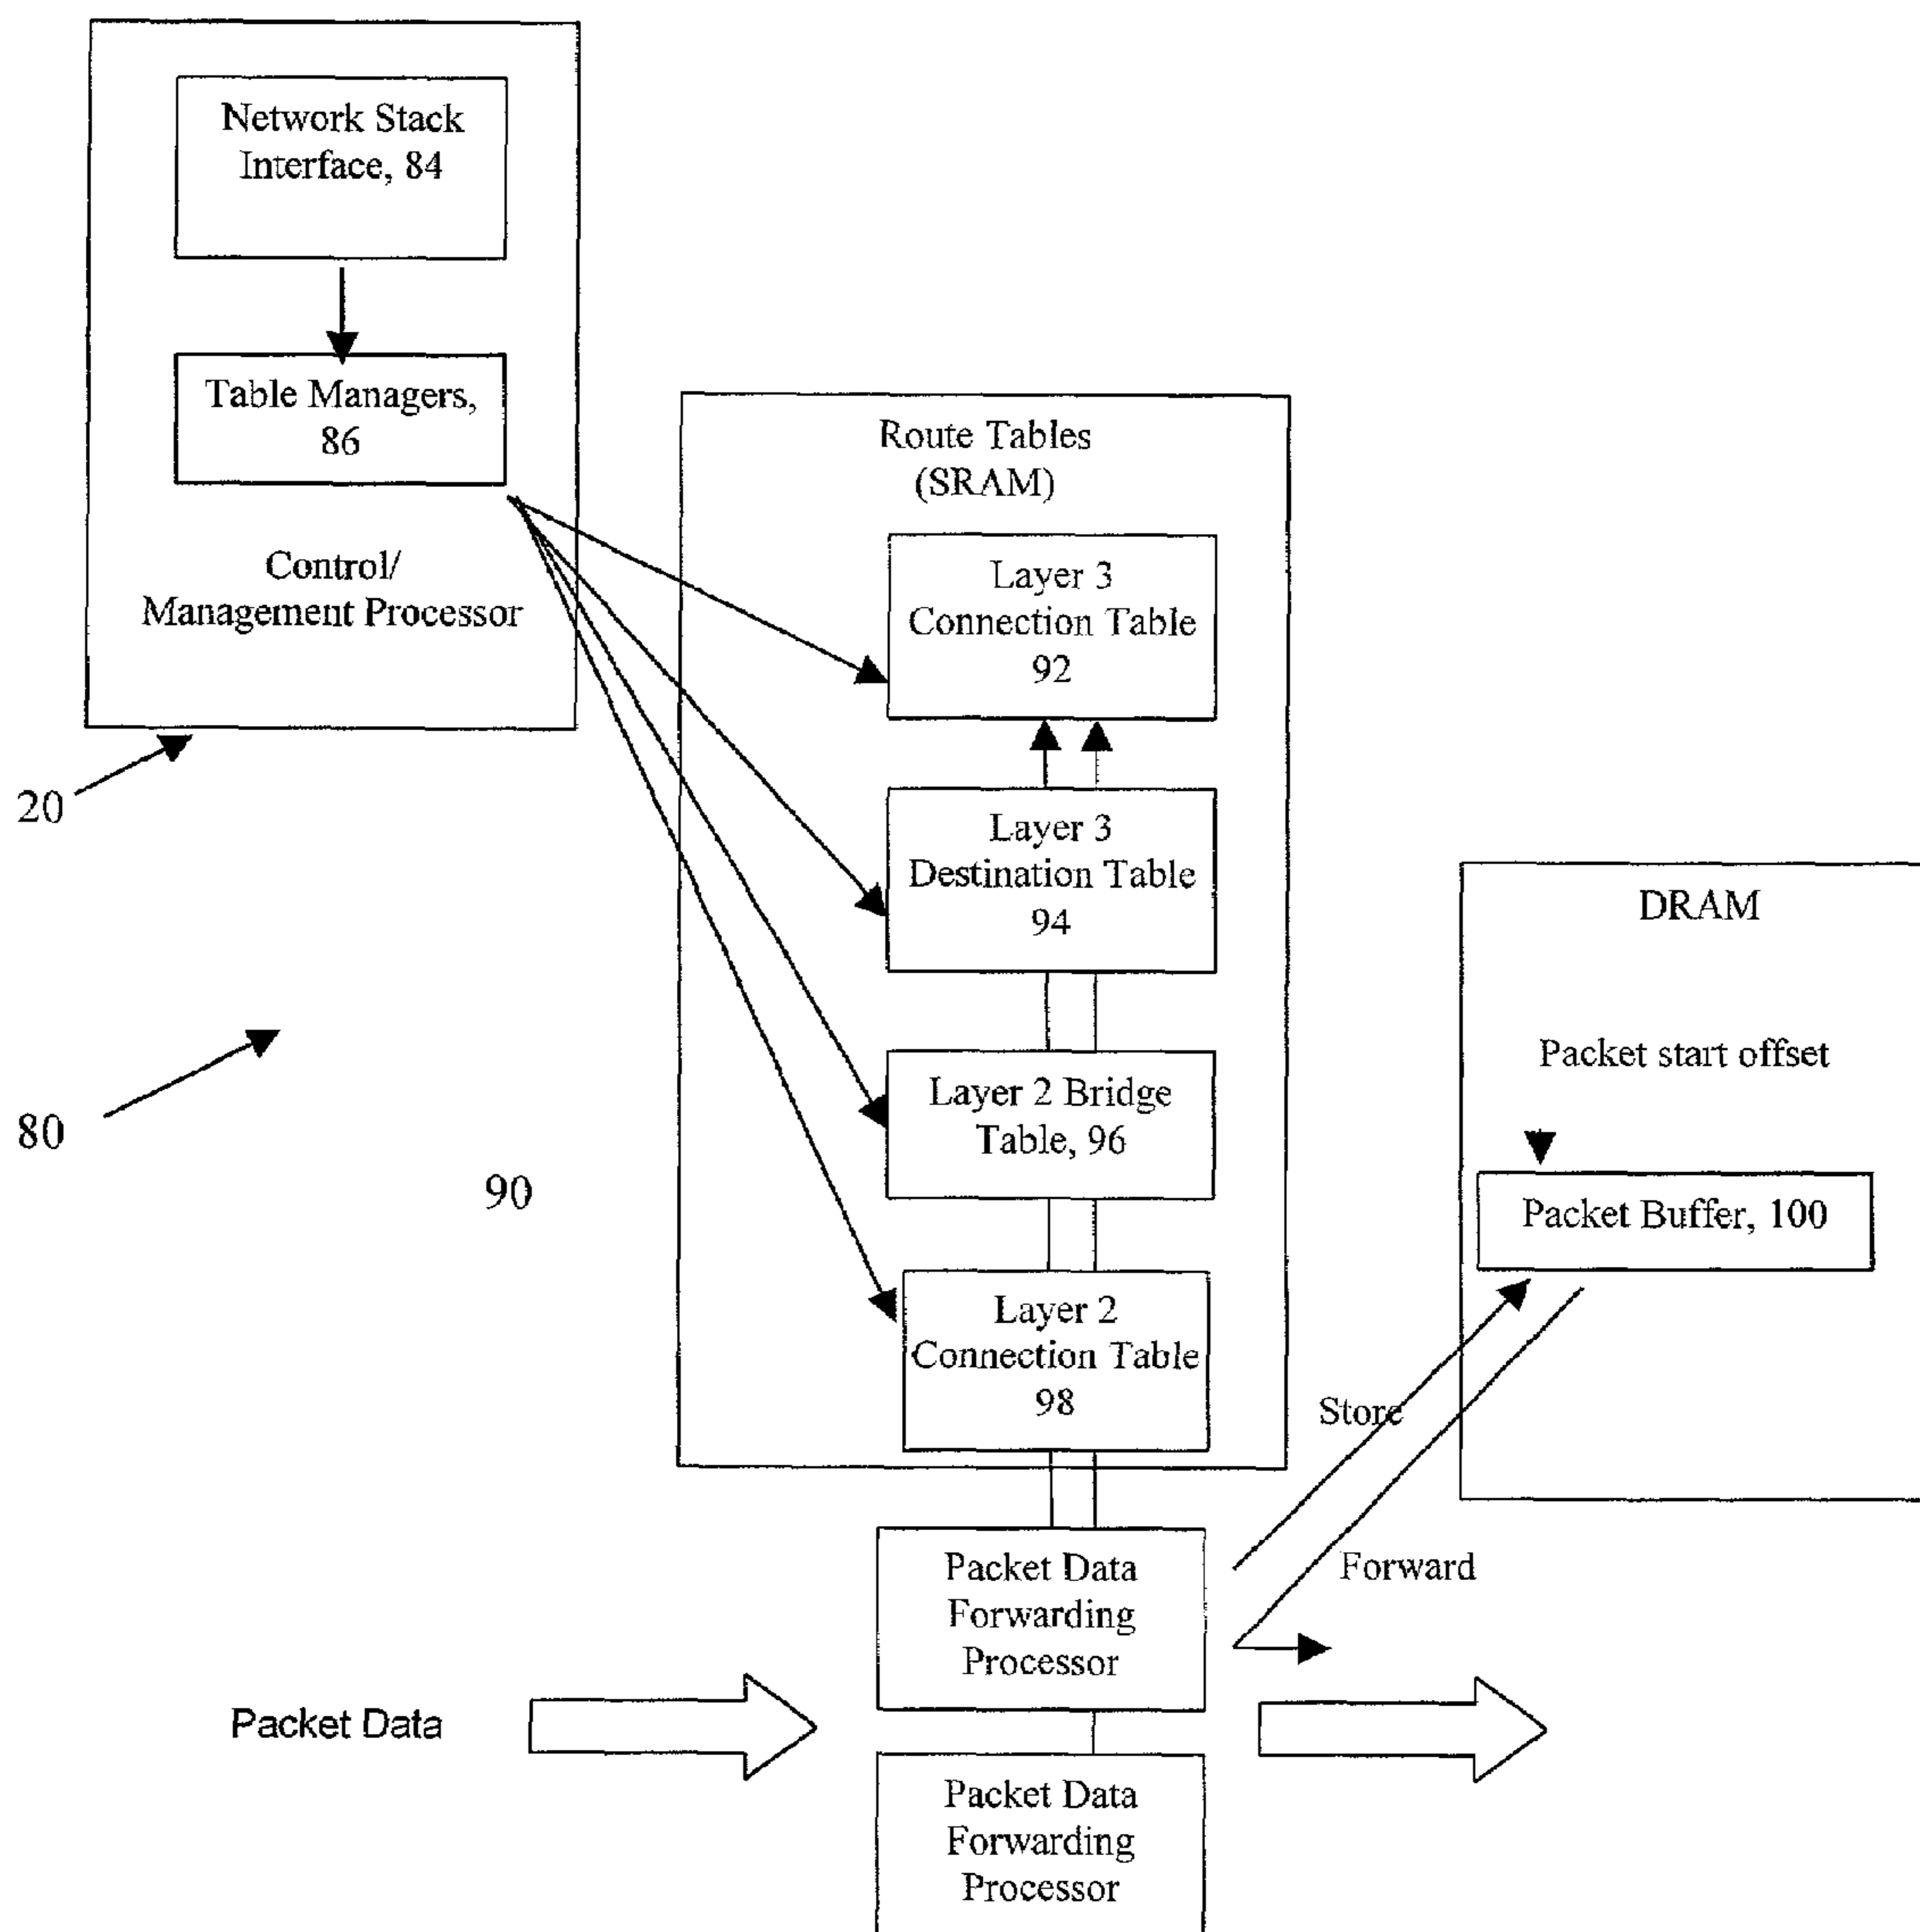 Network Stack
Interface, 84
Table Managers,
86
Control/
Management Processor
20
80
90
Route Tables
(SRAM)
Layer 3
Connection Table
92
Layer 3
Destination Table
94
Layer 2 Bridge
Table, 96
Layer 2
Connection Table
98
DRAM
Packet start offset
Packet Buffer, 100
Store
Forward
Packet Data
Forwarding
Processor
Packet Data
Packet Data
Forwarding
Processor